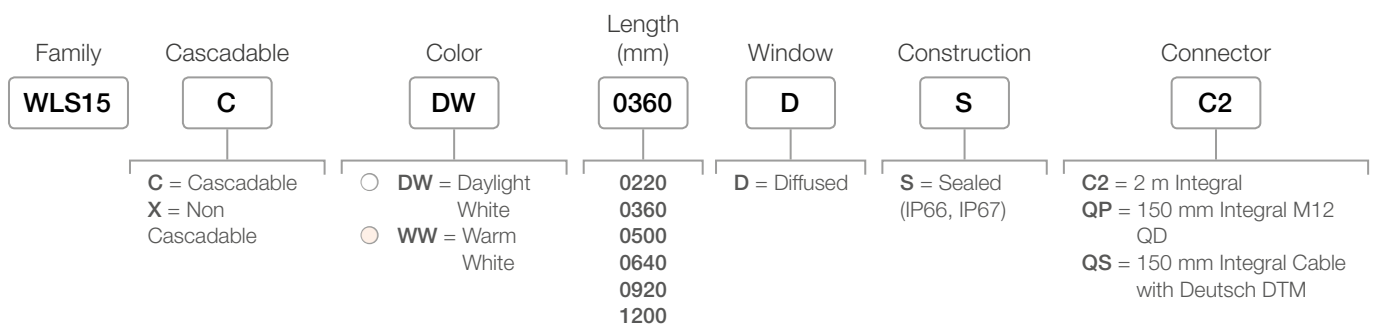 Family
Cascadable
Color
Length
(mm)
Window
Construction
Connector
WLS15
C
DW
0360
D
S
C2
C = Cascadable
X = Non
Cascadable
DW = Daylight
White
WW = Warm
White
0220
0360
0500
0640
0920
1200
D = Diffused
S = Sealed
(IP66, IP67)
C2 = 2 m Integral
QP = 150 mm Integral M12
QD
QS = 150 mm Integral Cable
with Deutsch DTM